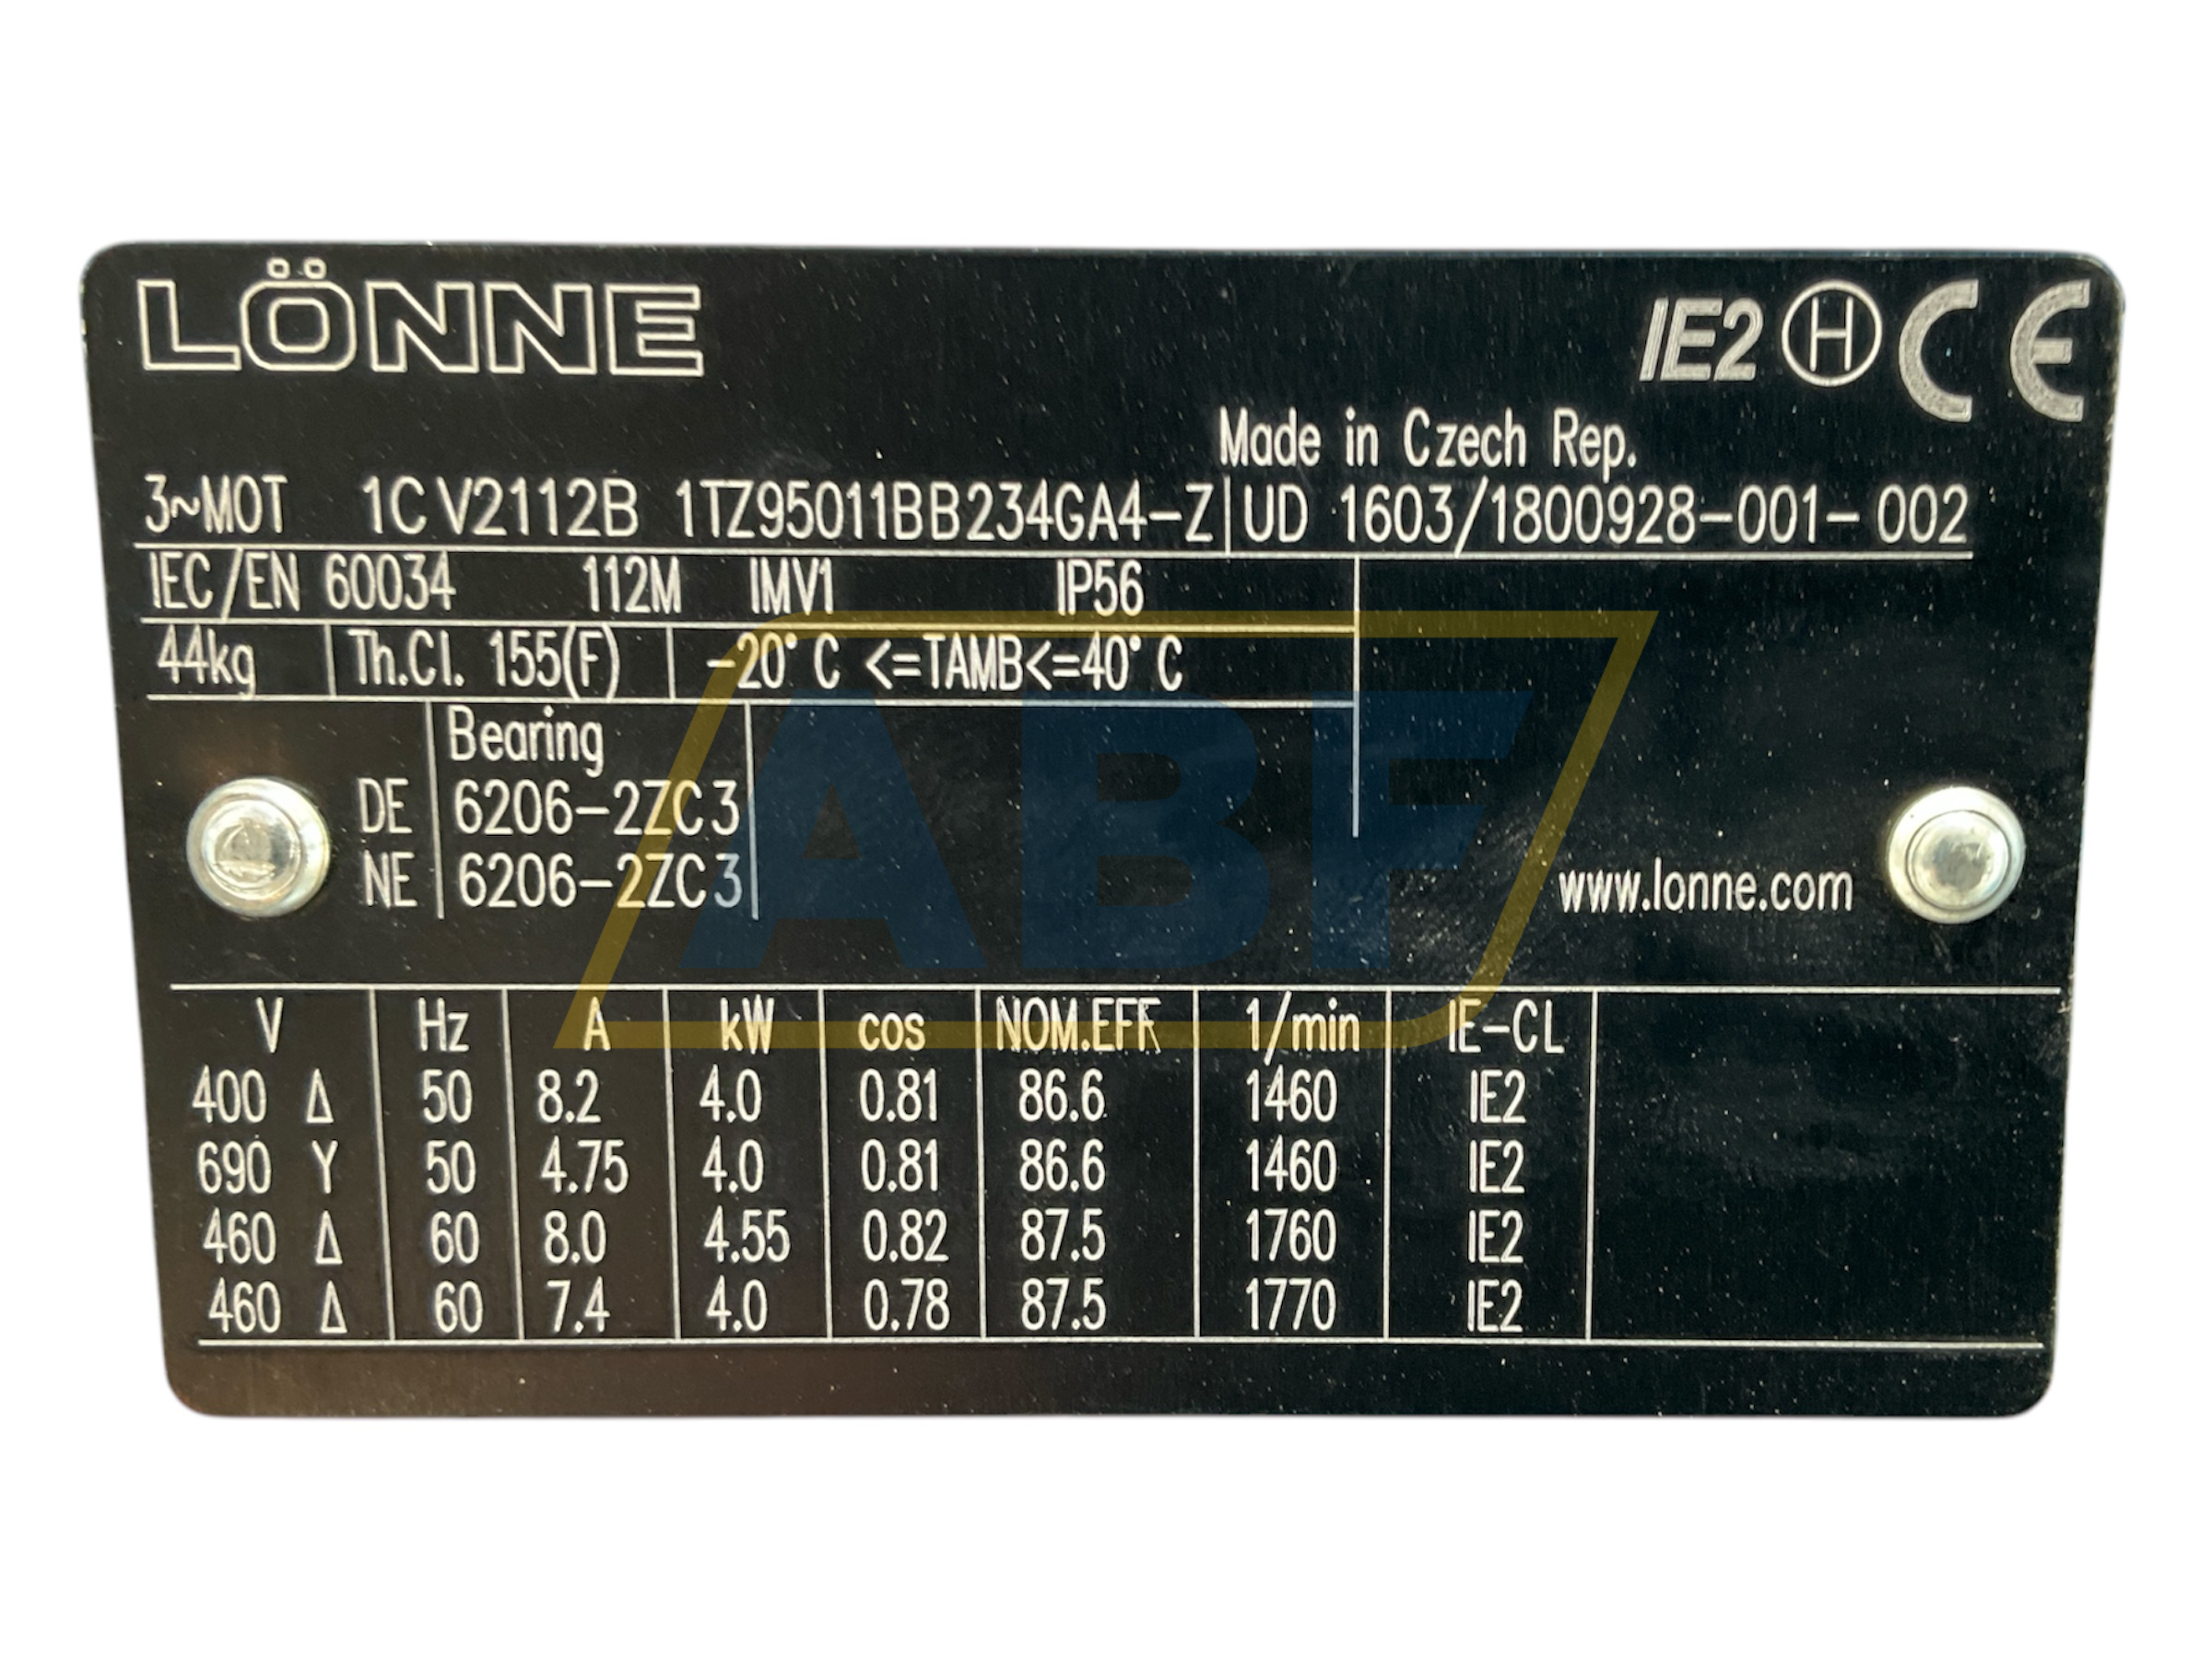 LÖNNE
IE2 H CE
Made in Czech Rep.
3~MOT 1CV2112B 1TZ95011BB234GA4-Z UD 1603/1800928-001-002
IEC/EN 60034 112M IMV1 IP56
44kg Th.Cl. 155(F) -20°C <=TAMB<=40°C
Bearing
DE 6206-2ZC3
NE 6206-2ZC3
www.lonne.com
ABF
V Hz A kW cos NOM.EFF 1/min IE-CL
400 Δ 50 8.2 4.0 0.81 86.6 1460 IE2
690 Y 50 4.75 4.0 0.81 86.6 1460 IE2
460 Δ 60 8.0 4.55 0.82 87.5 1760 IE2
460 Δ 60 7.4 4.0 0.78 87.5 1770 IE2